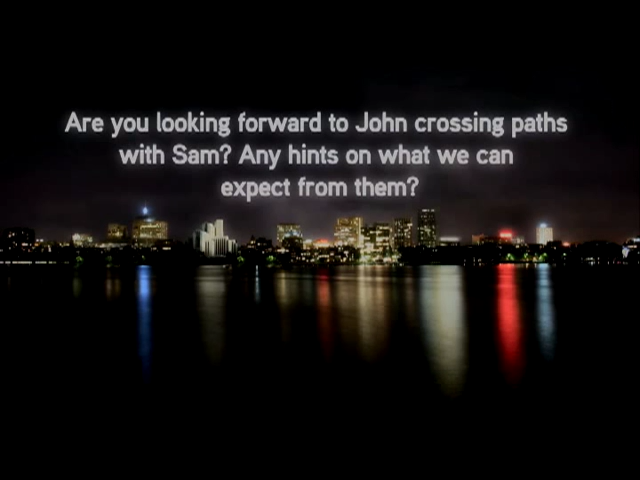 Are you looking forward to John crossing paths
with Sam? Any hints on what we can
expect from them?